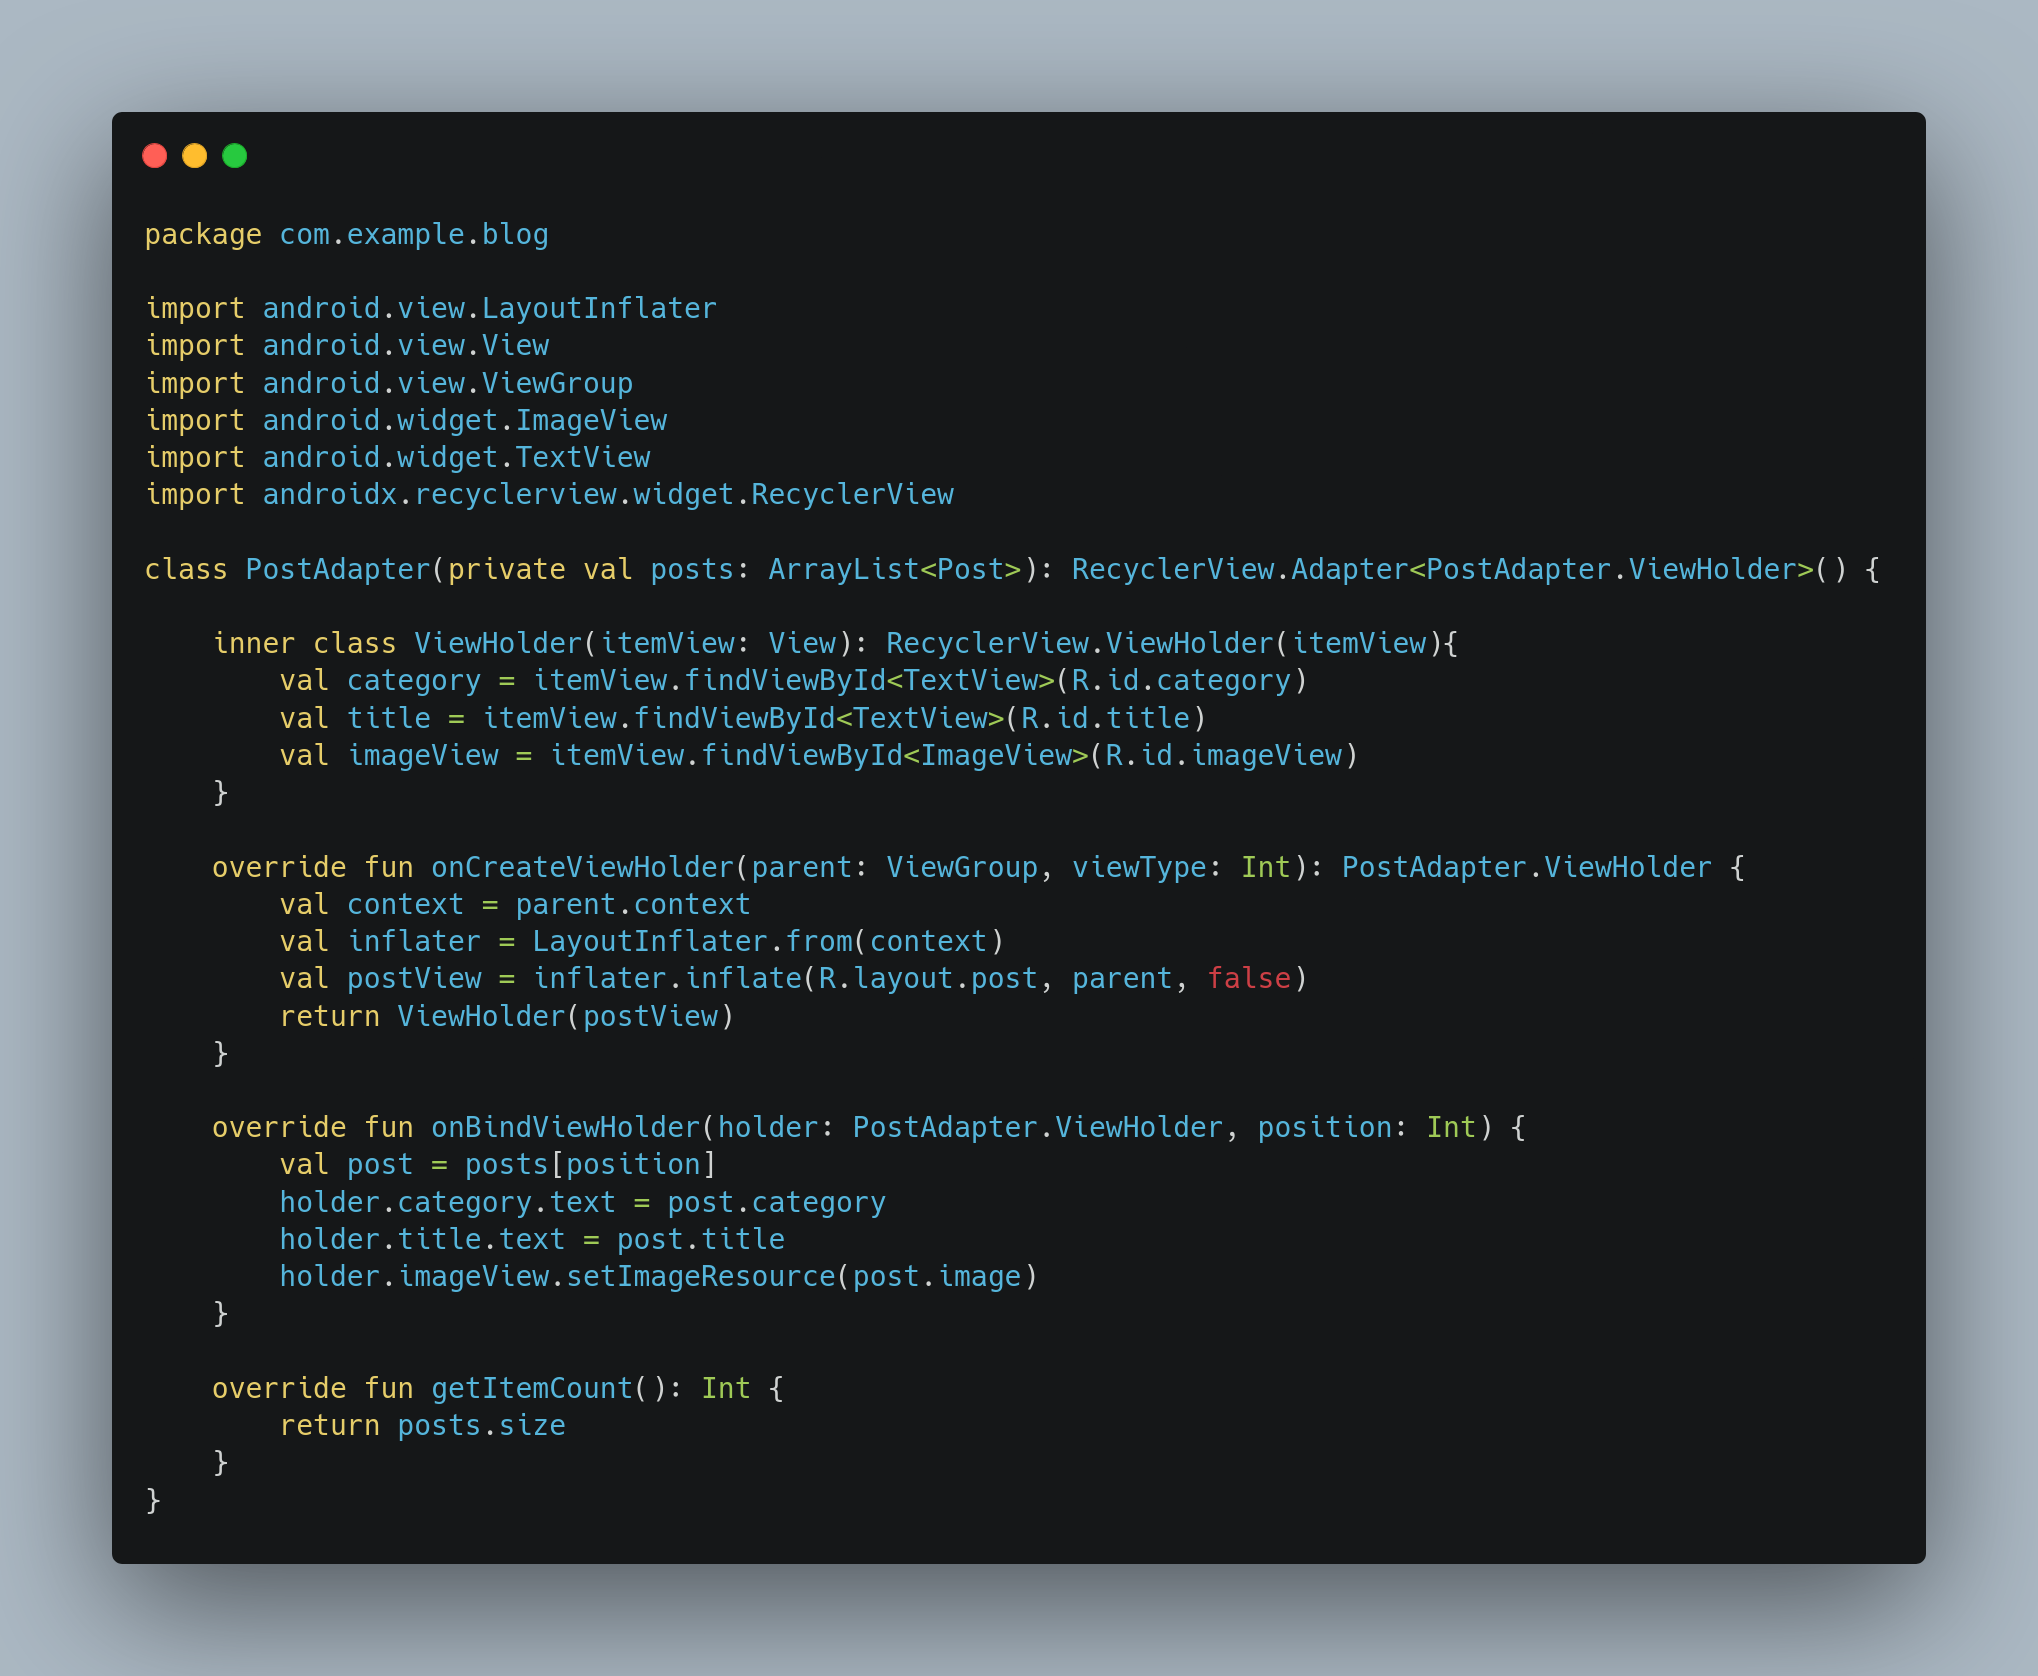 package com.example.blog

import android.view.LayoutInflater
import android.view.View
import android.view.ViewGroup
import android.widget.ImageView
import android.widget.TextView
import androidx.recyclerview.widget.RecyclerView

class PostAdapter(private val posts: ArrayList<Post>): RecyclerView.Adapter<PostAdapter.ViewHolder>() {

    inner class ViewHolder(itemView: View): RecyclerView.ViewHolder(itemView){
        val category = itemView.findViewById<TextView>(R.id.category)
        val title = itemView.findViewById<TextView>(R.id.title)
        val imageView = itemView.findViewById<ImageView>(R.id.imageView)
    }

    override fun onCreateViewHolder(parent: ViewGroup, viewType: Int): PostAdapter.ViewHolder {
        val context = parent.context
        val inflater = LayoutInflater.from(context)
        val postView = inflater.inflate(R.layout.post, parent, false)
        return ViewHolder(postView)
    }

    override fun onBindViewHolder(holder: PostAdapter.ViewHolder, position: Int) {
        val post = posts[position]
        holder.category.text = post.category
        holder.title.text = post.title
        holder.imageView.setImageResource(post.image)
    }

    override fun getItemCount(): Int {
        return posts.size
    }
}